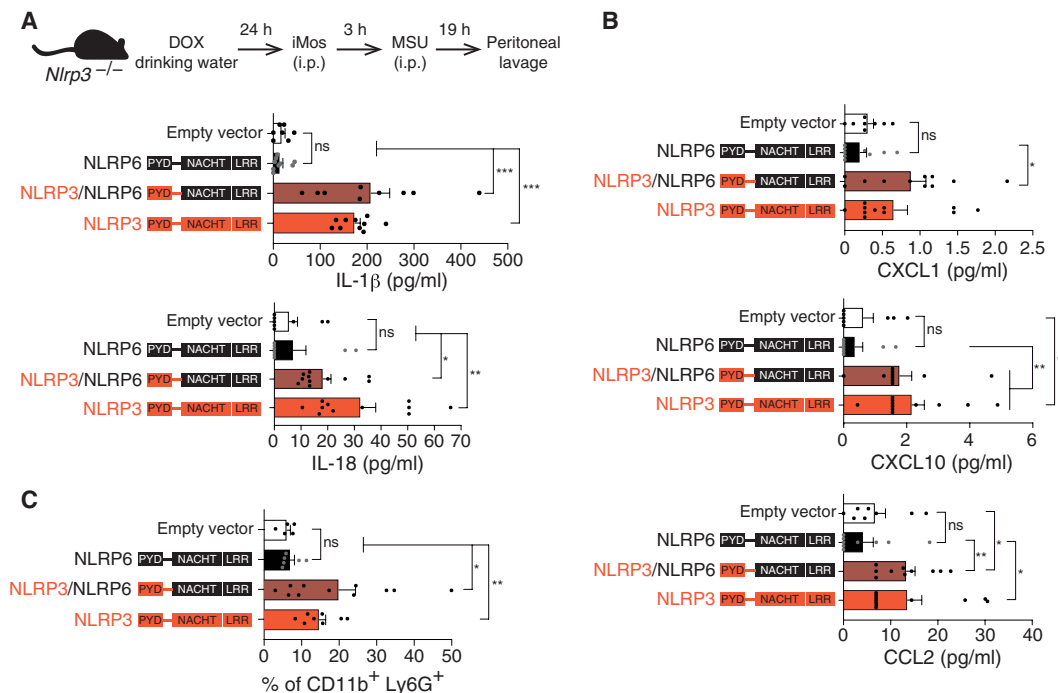 A
Nlrp3 −/−
DOX
drinking water
24 h
iMos
(i.p.)
3 h
MSU
(i.p.)
19 h
Peritoneal
lavage
Empty vector
NLRP6 PYD NACHT LRR
NLRP3/NLRP6 PYD NACHT LRR
NLRP3 PYD NACHT LRR
ns
***
***
0 100 200 300 400 500
IL-1β (pg/ml)
Empty vector
NLRP6 PYD NACHT LRR
NLRP3/NLRP6 PYD NACHT LRR
NLRP3 PYD NACHT LRR
ns
*
**
0 10 20 30 40 50 60 70
IL-18 (pg/ml)
B
Empty vector
NLRP6 PYD NACHT LRR
NLRP3/NLRP6 PYD NACHT LRR
NLRP3 PYD NACHT LRR
ns
*
0 0.5 1.0 1.5 2.0 2.5
CXCL1 (pg/ml)
Empty vector
NLRP6 PYD NACHT LRR
NLRP3/NLRP6 PYD NACHT LRR
NLRP3 PYD NACHT LRR
ns
**
0 2 4 6
CXCL10 (pg/ml)
Empty vector
NLRP6 PYD NACHT LRR
NLRP3/NLRP6 PYD NACHT LRR
NLRP3 PYD NACHT LRR
ns
**
*
*
0 10 20 30 40
CCL2 (pg/ml)
C
Empty vector
NLRP6 PYD NACHT LRR
NLRP3/NLRP6 PYD NACHT LRR
NLRP3 PYD NACHT LRR
ns
*
**
0 10 20 30 40 50
% of CD11b+ Ly6G+